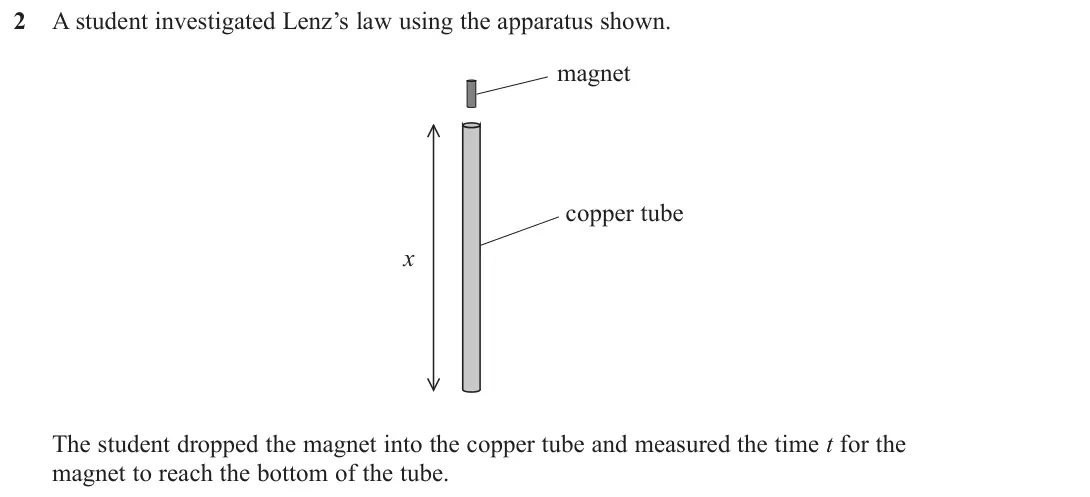 2 A student investigated Lenz’s law using the apparatus shown.
magnet
copper tube
x
The student dropped the magnet into the copper tube and measured the time t for the
magnet to reach the bottom of the tube.